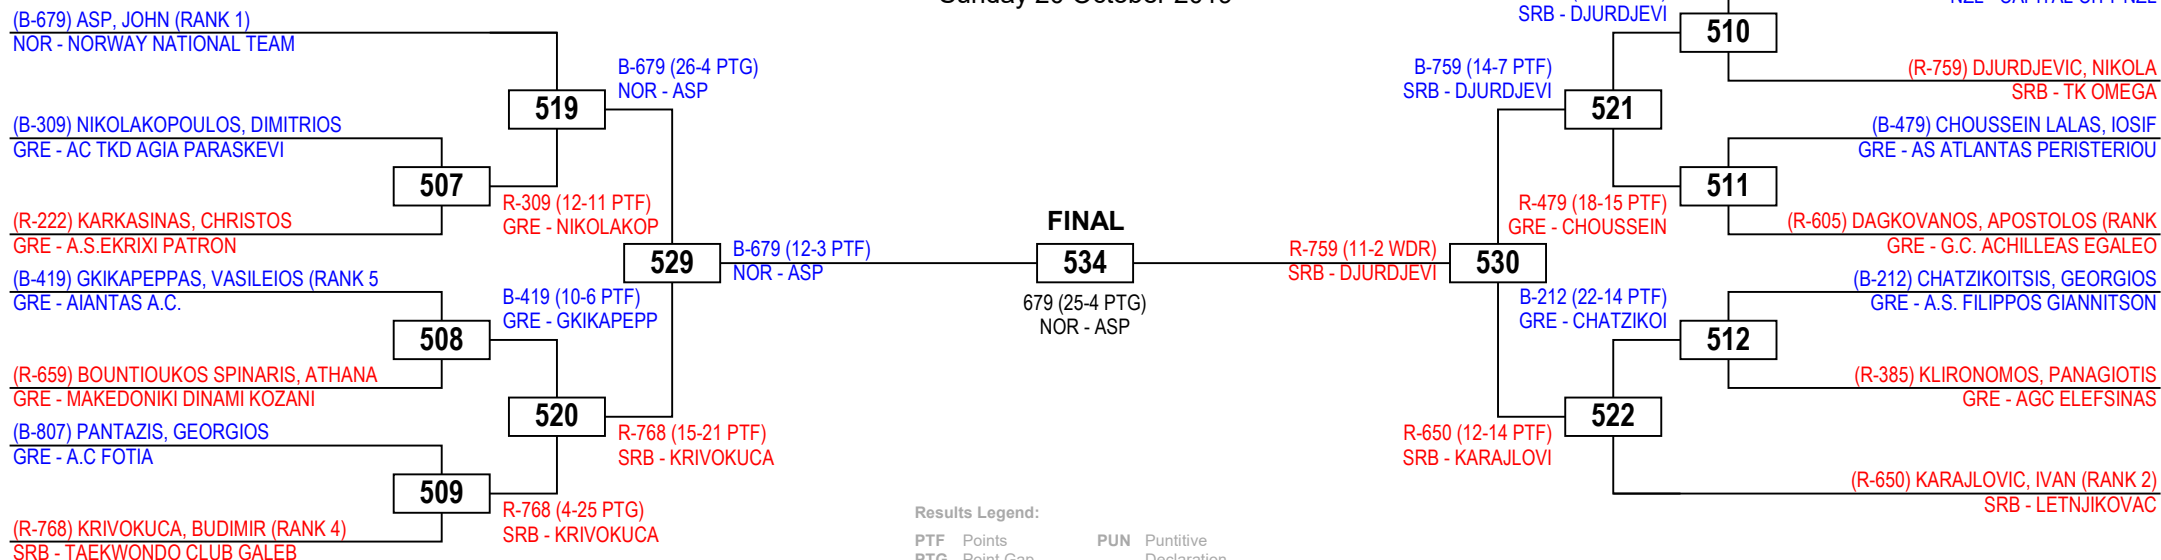 (B-679) ASP, JOHN (RANK 1)
NOR - NORWAY NATIONAL TEAM
B-679 (26-4 PTG)
NOR - ASP
519
(B-309) NIKOLAKOPOULOS, DIMITRIOS
GRE - AC TKD AGIA PARASKEVI
507
R-309 (12-11 PTF)
GRE - NIKOLAKOP
(R-222) KARKASINAS, CHRISTOS
GRE - A.S.EKRIXI PATRON
529
B-679 (12-3 PTF)
NOR - ASP
(B-419) GKIKAPEPPAS, VASILEIOS (RANK 5
GRE - AIANTAS A.C.
B-419 (10-6 PTF)
GRE - GKIKAPEPP
508
(R-659) BOUNTIOUKOS SPINARIS, ATHANA
GRE - MAKEDONIKI DINAMI KOZANI
520
(B-807) PANTAZIS, GEORGIOS
GRE - A.C FOTIA
R-768 (15-21 PTF)
SRB - KRIVOKUCA
509
R-768 (4-25 PTG)
SRB - KRIVOKUCA
(R-768) KRIVOKUCA, BUDIMIR (RANK 4)
SRB - TAEKWONDO CLUB GALEB
FINAL
534
679 (25-4 PTG)
NOR - ASP
Results Legend:
PTF Points
PUN Puntitive
Declaration
PTG Point Gap
SRB - DJURDJEVI
510
B-759 (14-7 PTF)
SRB - DJURDJEVI
(R-759) DJURDJEVIC, NIKOLA
SRB - TK OMEGA
521
(B-479) CHOUSSEIN LALAS, IOSIF
GRE - AS ATLANTAS PERISTERIOU
511
R-479 (18-15 PTF)
GRE - CHOUSSEIN
(R-605) DAGKOVANOS, APOSTOLOS (RANK
GRE - G.C. ACHILLEAS EGALEO
R-759 (11-2 WDR)
SRB - DJURDJEVI
530
(B-212) CHATZIKOITSIS, GEORGIOS
GRE - A.S. FILIPPOS GIANNITSON
B-212 (22-14 PTF)
GRE - CHATZIKOI
512
(R-385) KLIRONOMOS, PANAGIOTIS
GRE - AGC ELEFSINAS
522
R-650 (12-14 PTF)
SRB - KARAJLOVI
(R-650) KARAJLOVIC, IVAN (RANK 2)
SRB - LETNJIKOVAC